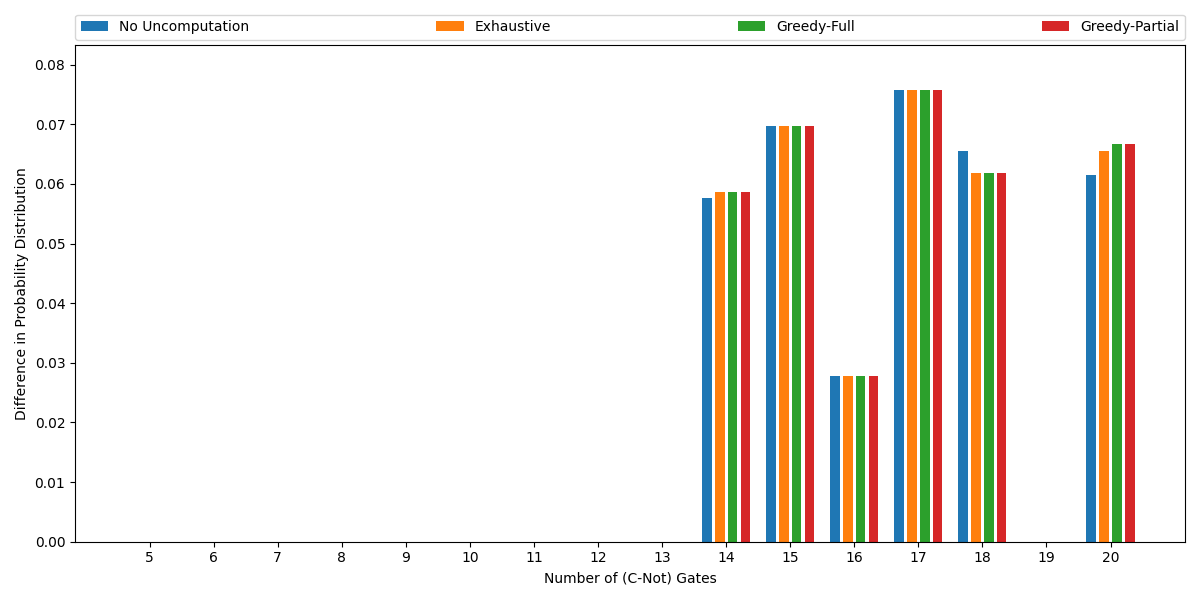 No Uncomputation Exhaustive Greedy-Full Greedy-Partial
0.08
0.07
0.06
0.05
0.04
0.03
0.02
0.01
0.00
Difference in Probability Distribution
5 6 7 8 9 10 11 12 13 14 15 16 17 18 19 20
Number of (C-Not) Gates